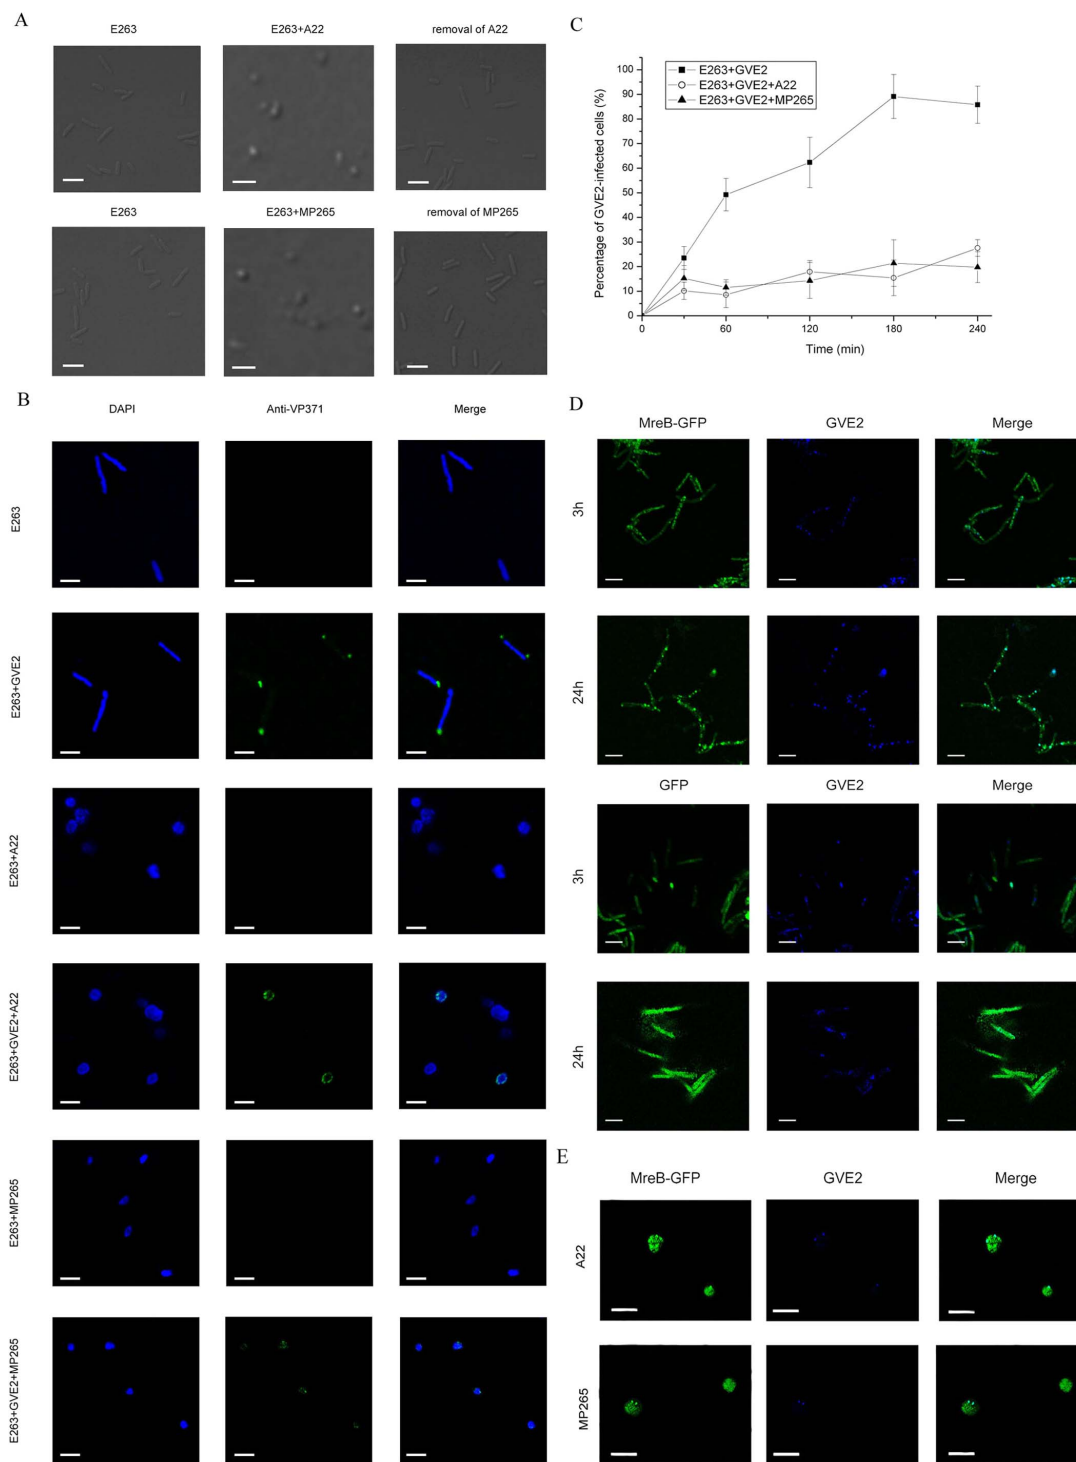 A
E263
E263+A22
removal of A22
E263
E263+MP265
removal of MP265
B
DAPI
Anti-VP371
Merge
E263
E263+GVE2
E263+A22
E263+GVE2+A22
E263+MP265
E263+GVE2+MP265
C
Percentage of GVE2-infected cells (%)
100
90
80
70
60
50
40
30
20
10
0
E263+GVE2
E263+GVE2+A22
E263+GVE2+MP265
0
60
120
180
240
Time (min)
D
MreB-GFP
GVE2
Merge
3h
24h
GFP
GVE2
Merge
3h
24h
E
MreB-GFP
GVE2
Merge
A22
MP265